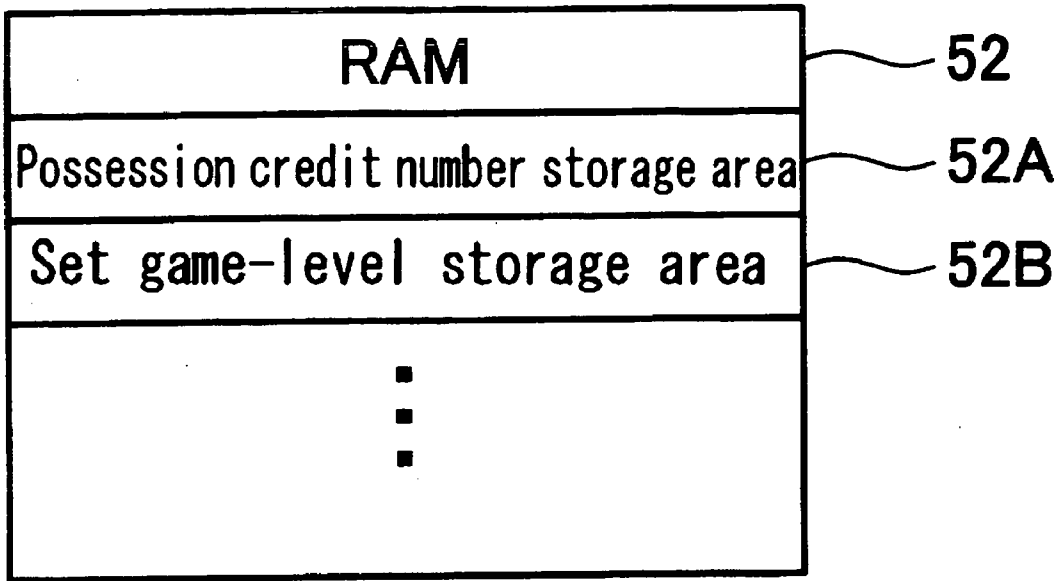 RAM 52
Possession credit number storage area 52A
Set game-level storage area 52B